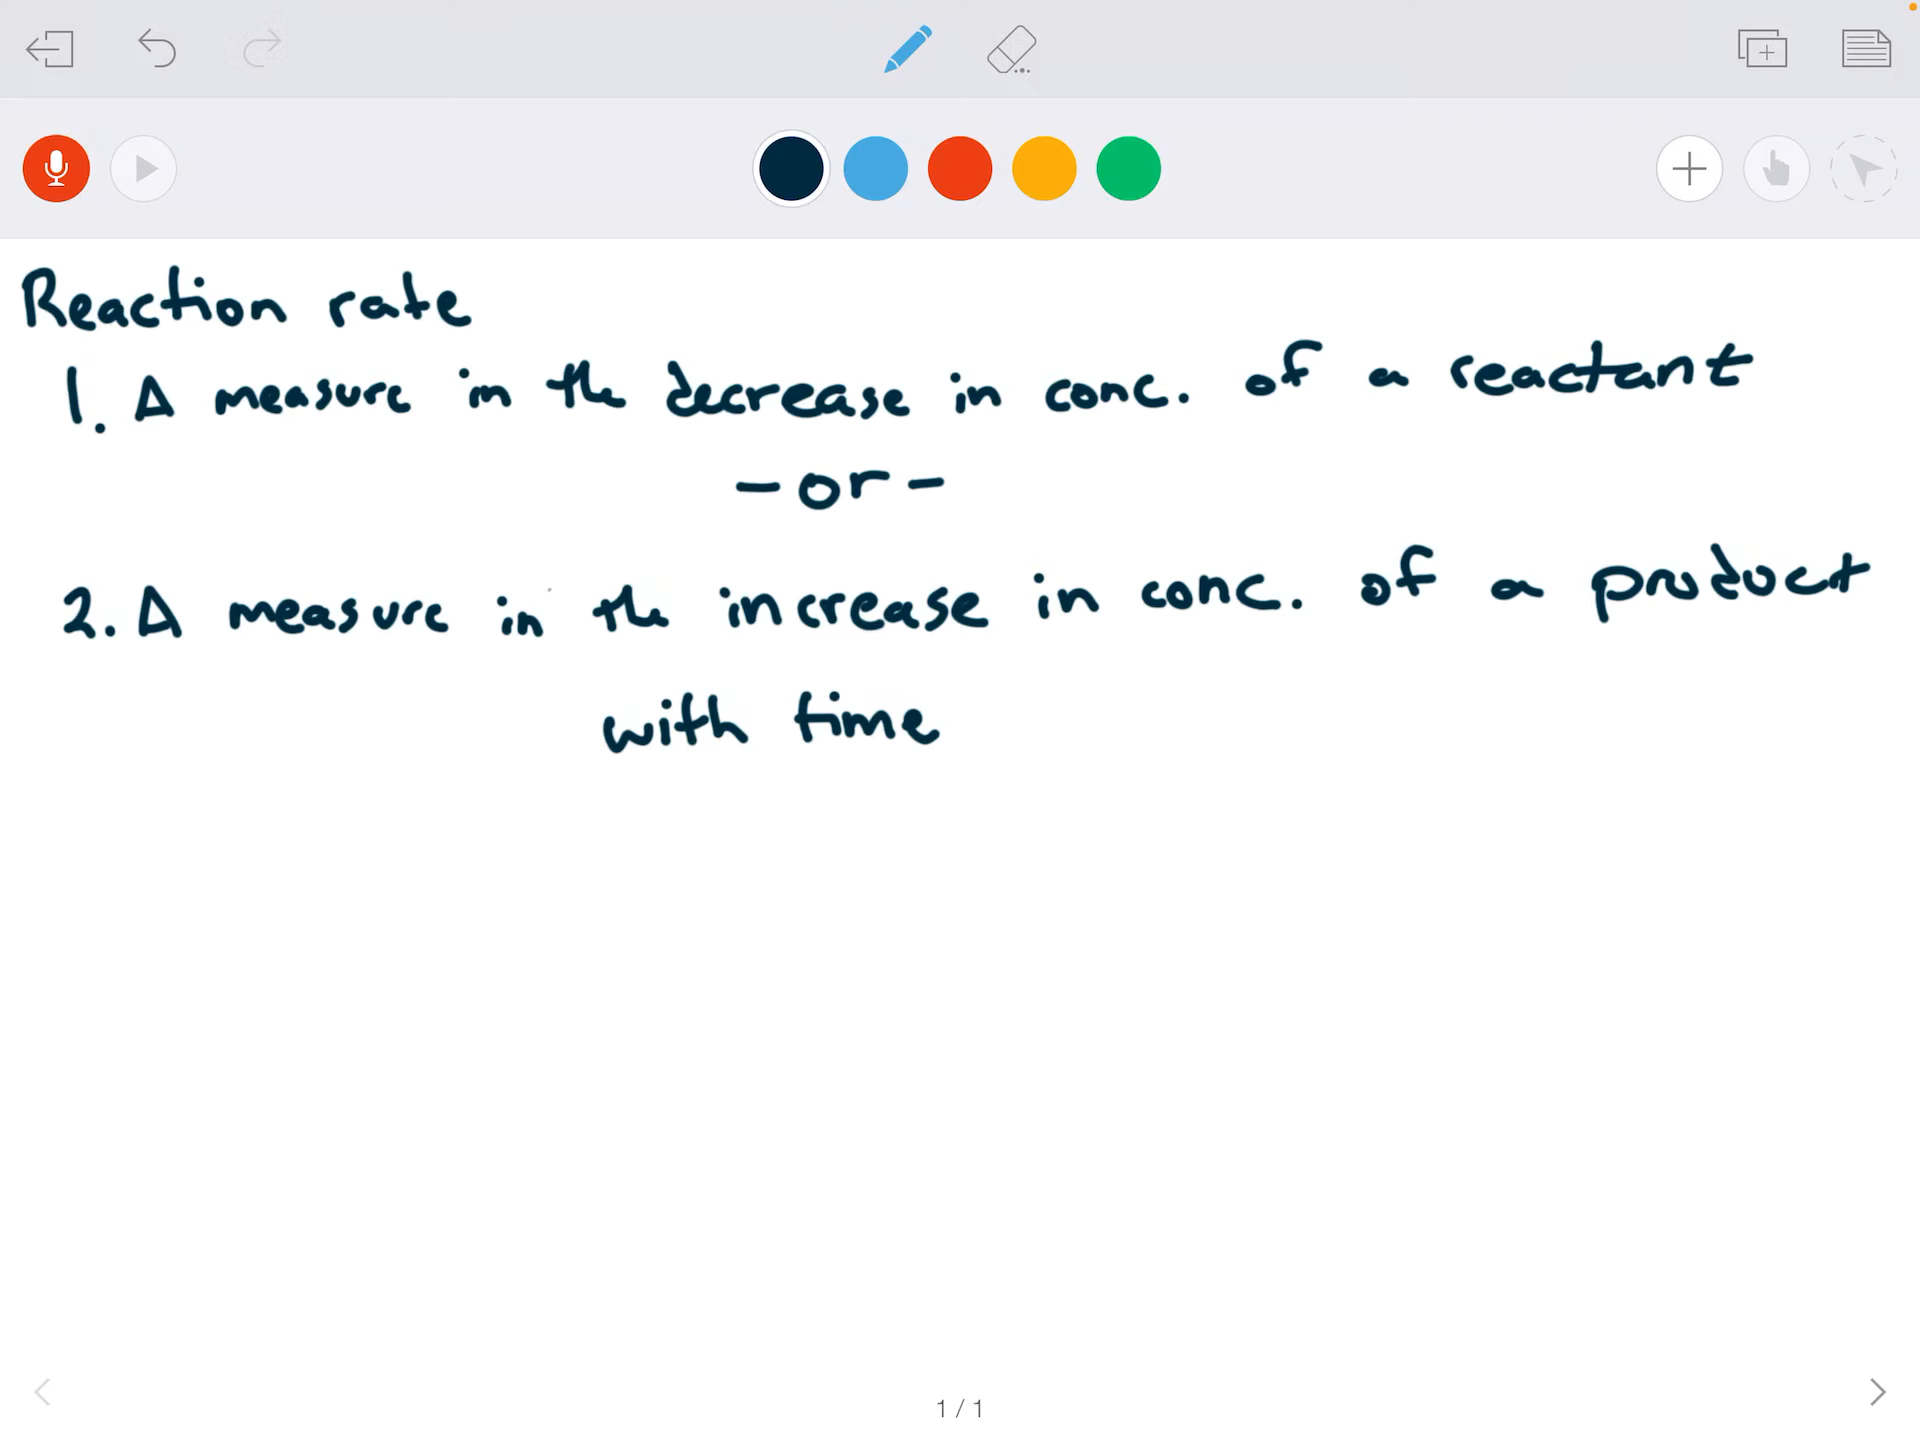 Reaction rate
1. A measure in the decrease in conc. of a reactant
- or -
2. A measure in the increase in conc. of a product
with time
1 / 1